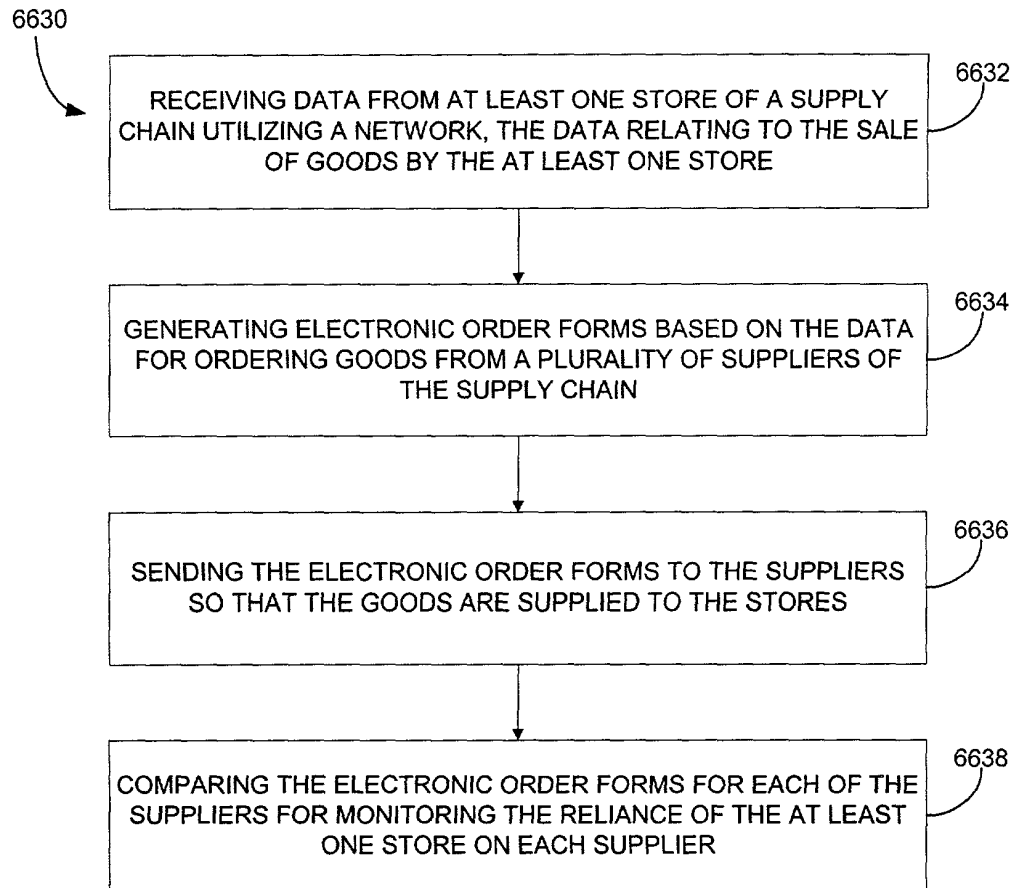 6630
6632
RECEIVING DATA FROM AT LEAST ONE STORE OF A SUPPLY
CHAIN UTILIZING A NETWORK, THE DATA RELATING TO THE SALE
OF GOODS BY THE AT LEAST ONE STORE
6634
GENERATING ELECTRONIC ORDER FORMS BASED ON THE DATA
FOR ORDERING GOODS FROM A PLURALITY OF SUPPLIERS OF
THE SUPPLY CHAIN
6636
SENDING THE ELECTRONIC ORDER FORMS TO THE SUPPLIERS
SO THAT THE GOODS ARE SUPPLIED TO THE STORES
6638
COMPARING THE ELECTRONIC ORDER FORMS FOR EACH OF THE
SUPPLIERS FOR MONITORING THE RELIANCE OF THE AT LEAST
ONE STORE ON EACH SUPPLIER